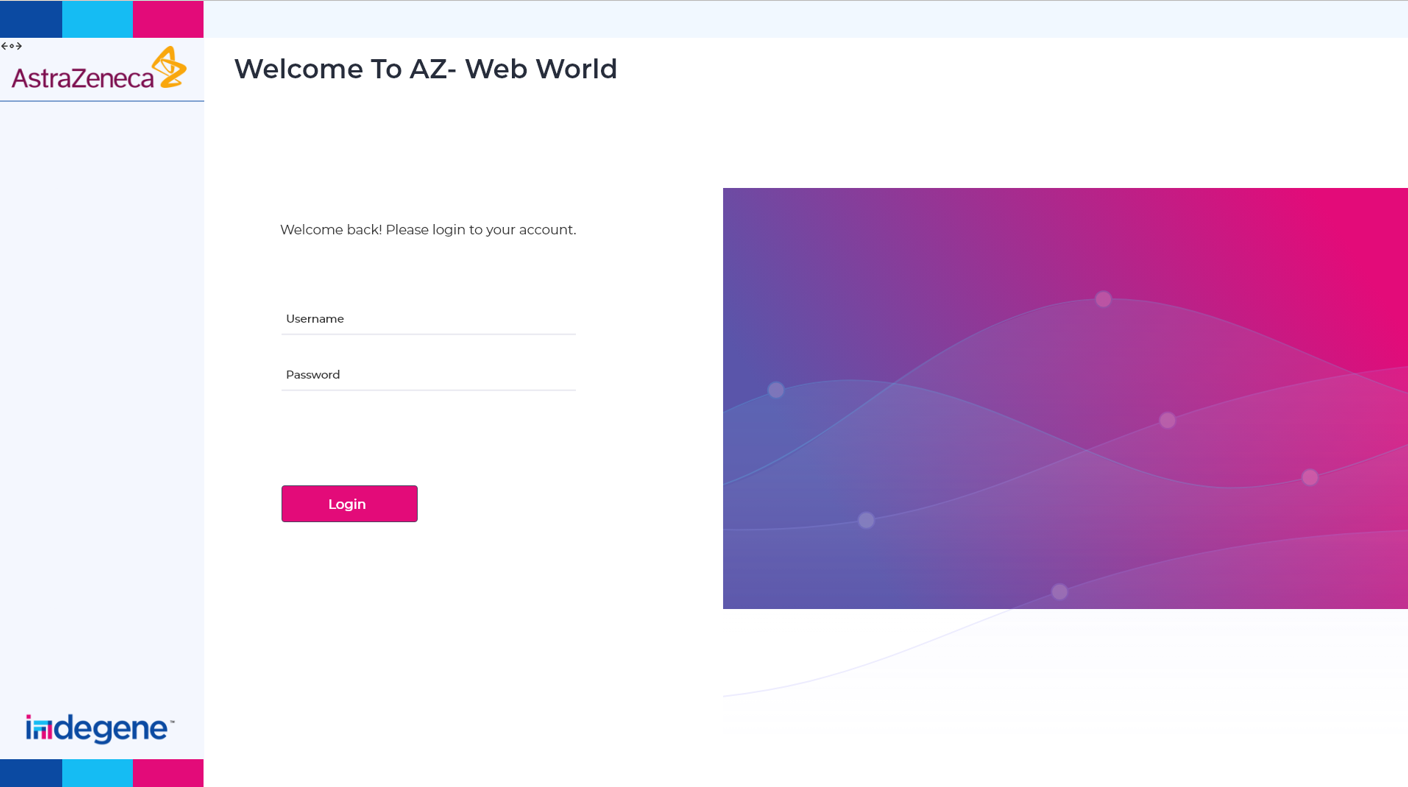 AstraZeneca
Welcome To AZ- Web World
Welcome back! Please login to your account.
Username
Password
Login
indegene™